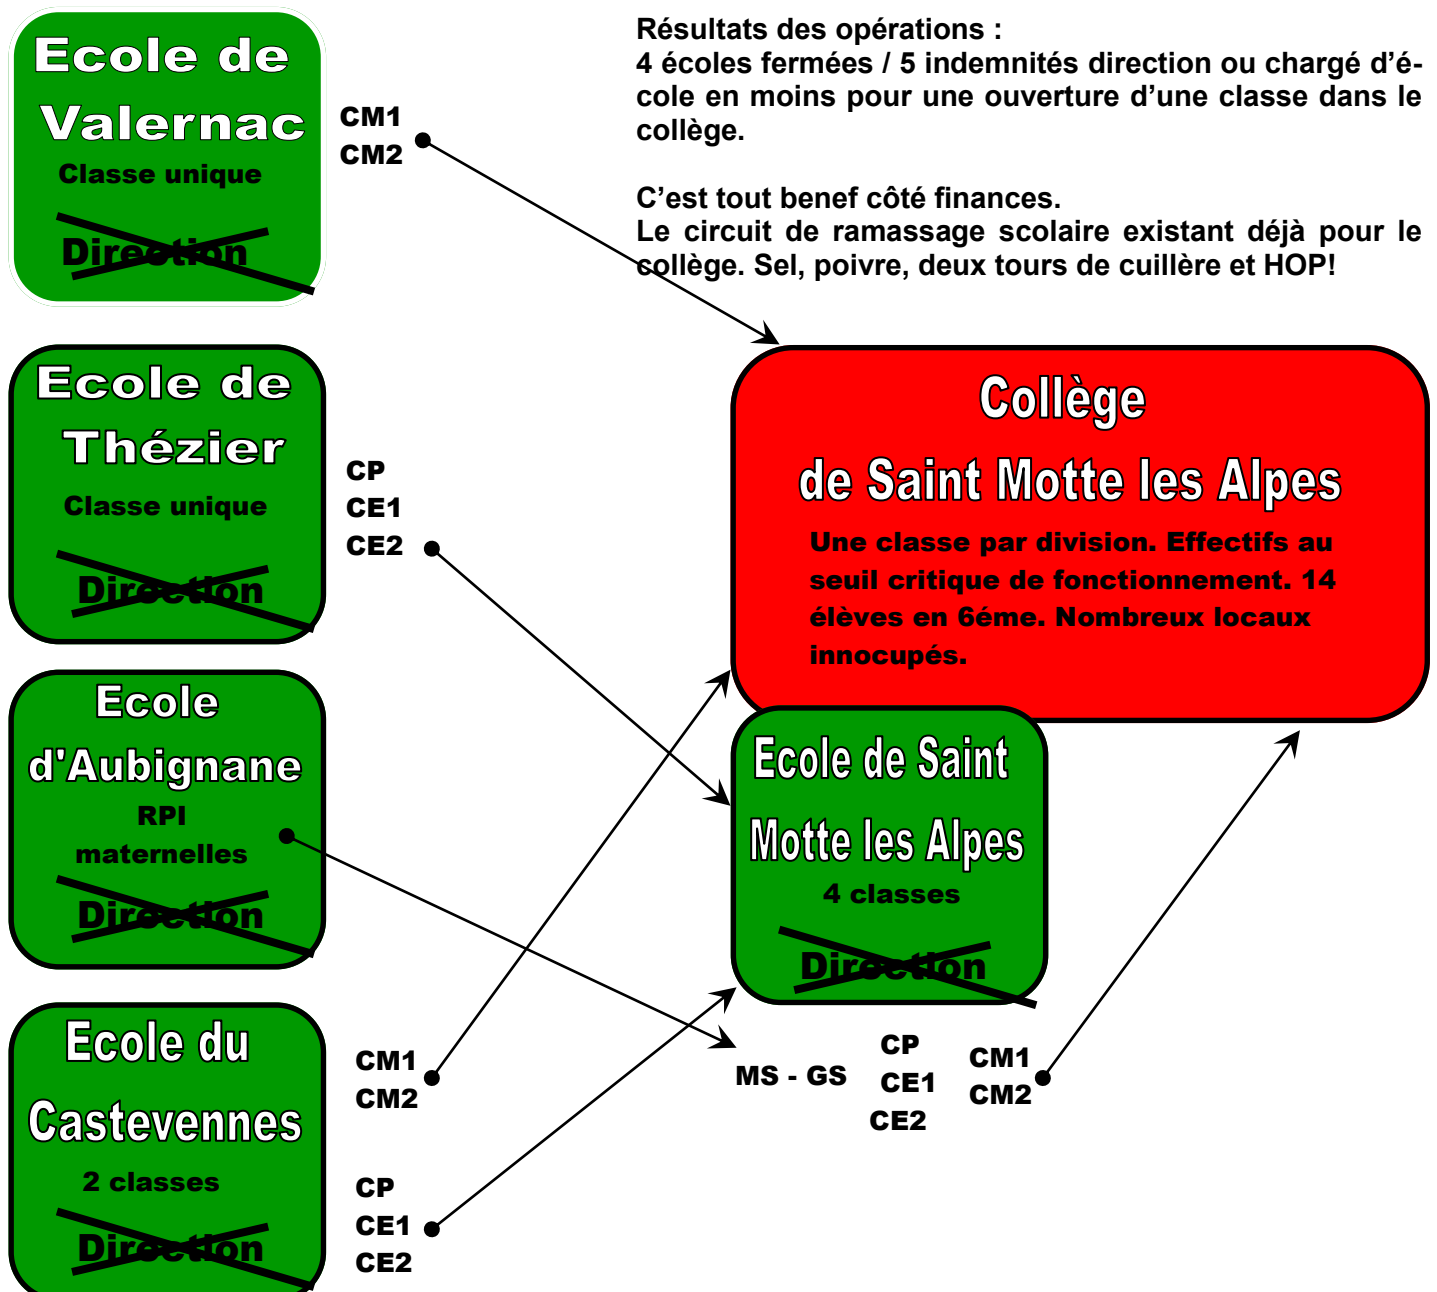 Ecole de
Valernac
Classe unique
Direction
CM1
CM2
Résultats des opérations :
4 écoles fermées / 5 indemnités direction ou chargé d’é-
cole en moins pour une ouverture d’une classe dans le
collège.
C’est tout benef côté finances.
Le circuit de ramassage scolaire existant déjà pour le
collège. Sel, poivre, deux tours de cuillère et HOP!
Ecole de
Thézier
Classe unique
Direction
CP
CE1
CE2
Collège
de Saint Motte les Alpes
Une classe par division. Effectifs au
seuil critique de fonctionnement. 14
élèves en 6éme. Nombreux locaux
innocupés.
Ecole
d'Aubignane
RPI
maternelles
Direction
Ecole de Saint
Motte les Alpes
4 classes
Direction
MS - GS
CP
CE1
CE2
CM1
CM2
Ecole du
Castevennes
2 classes
Direction
CM1
CM2
CP
CE1
CE2